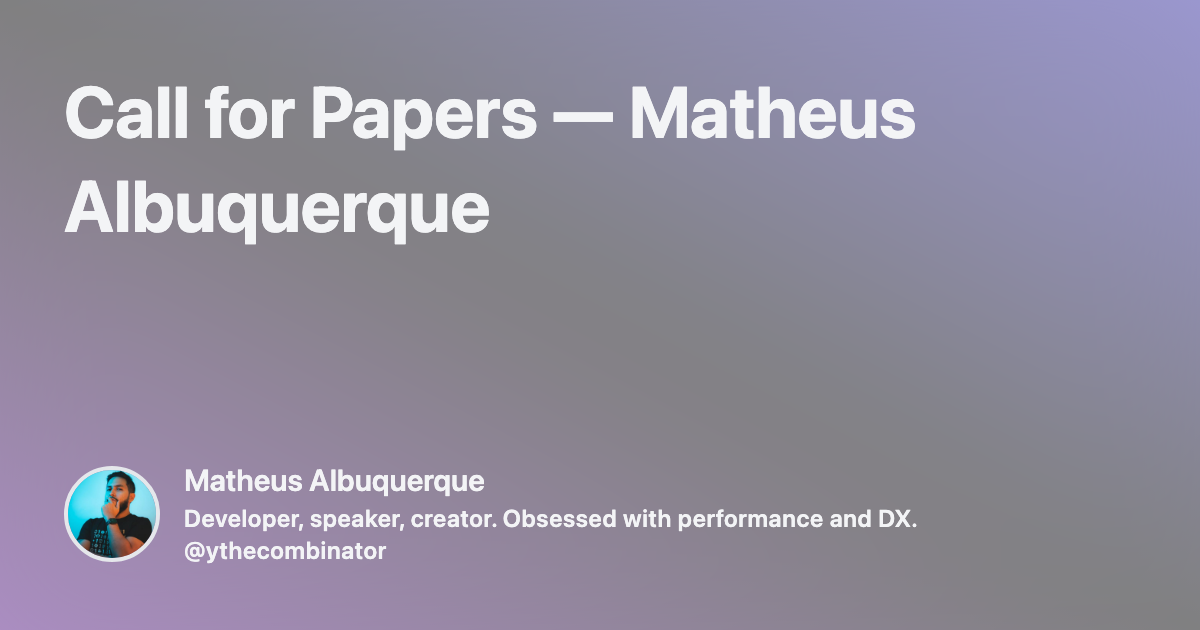 Call for Papers — Matheus
Albuquerque
Matheus Albuquerque
Developer, speaker, creator. Obsessed with performance and DX.
@ythecombinator